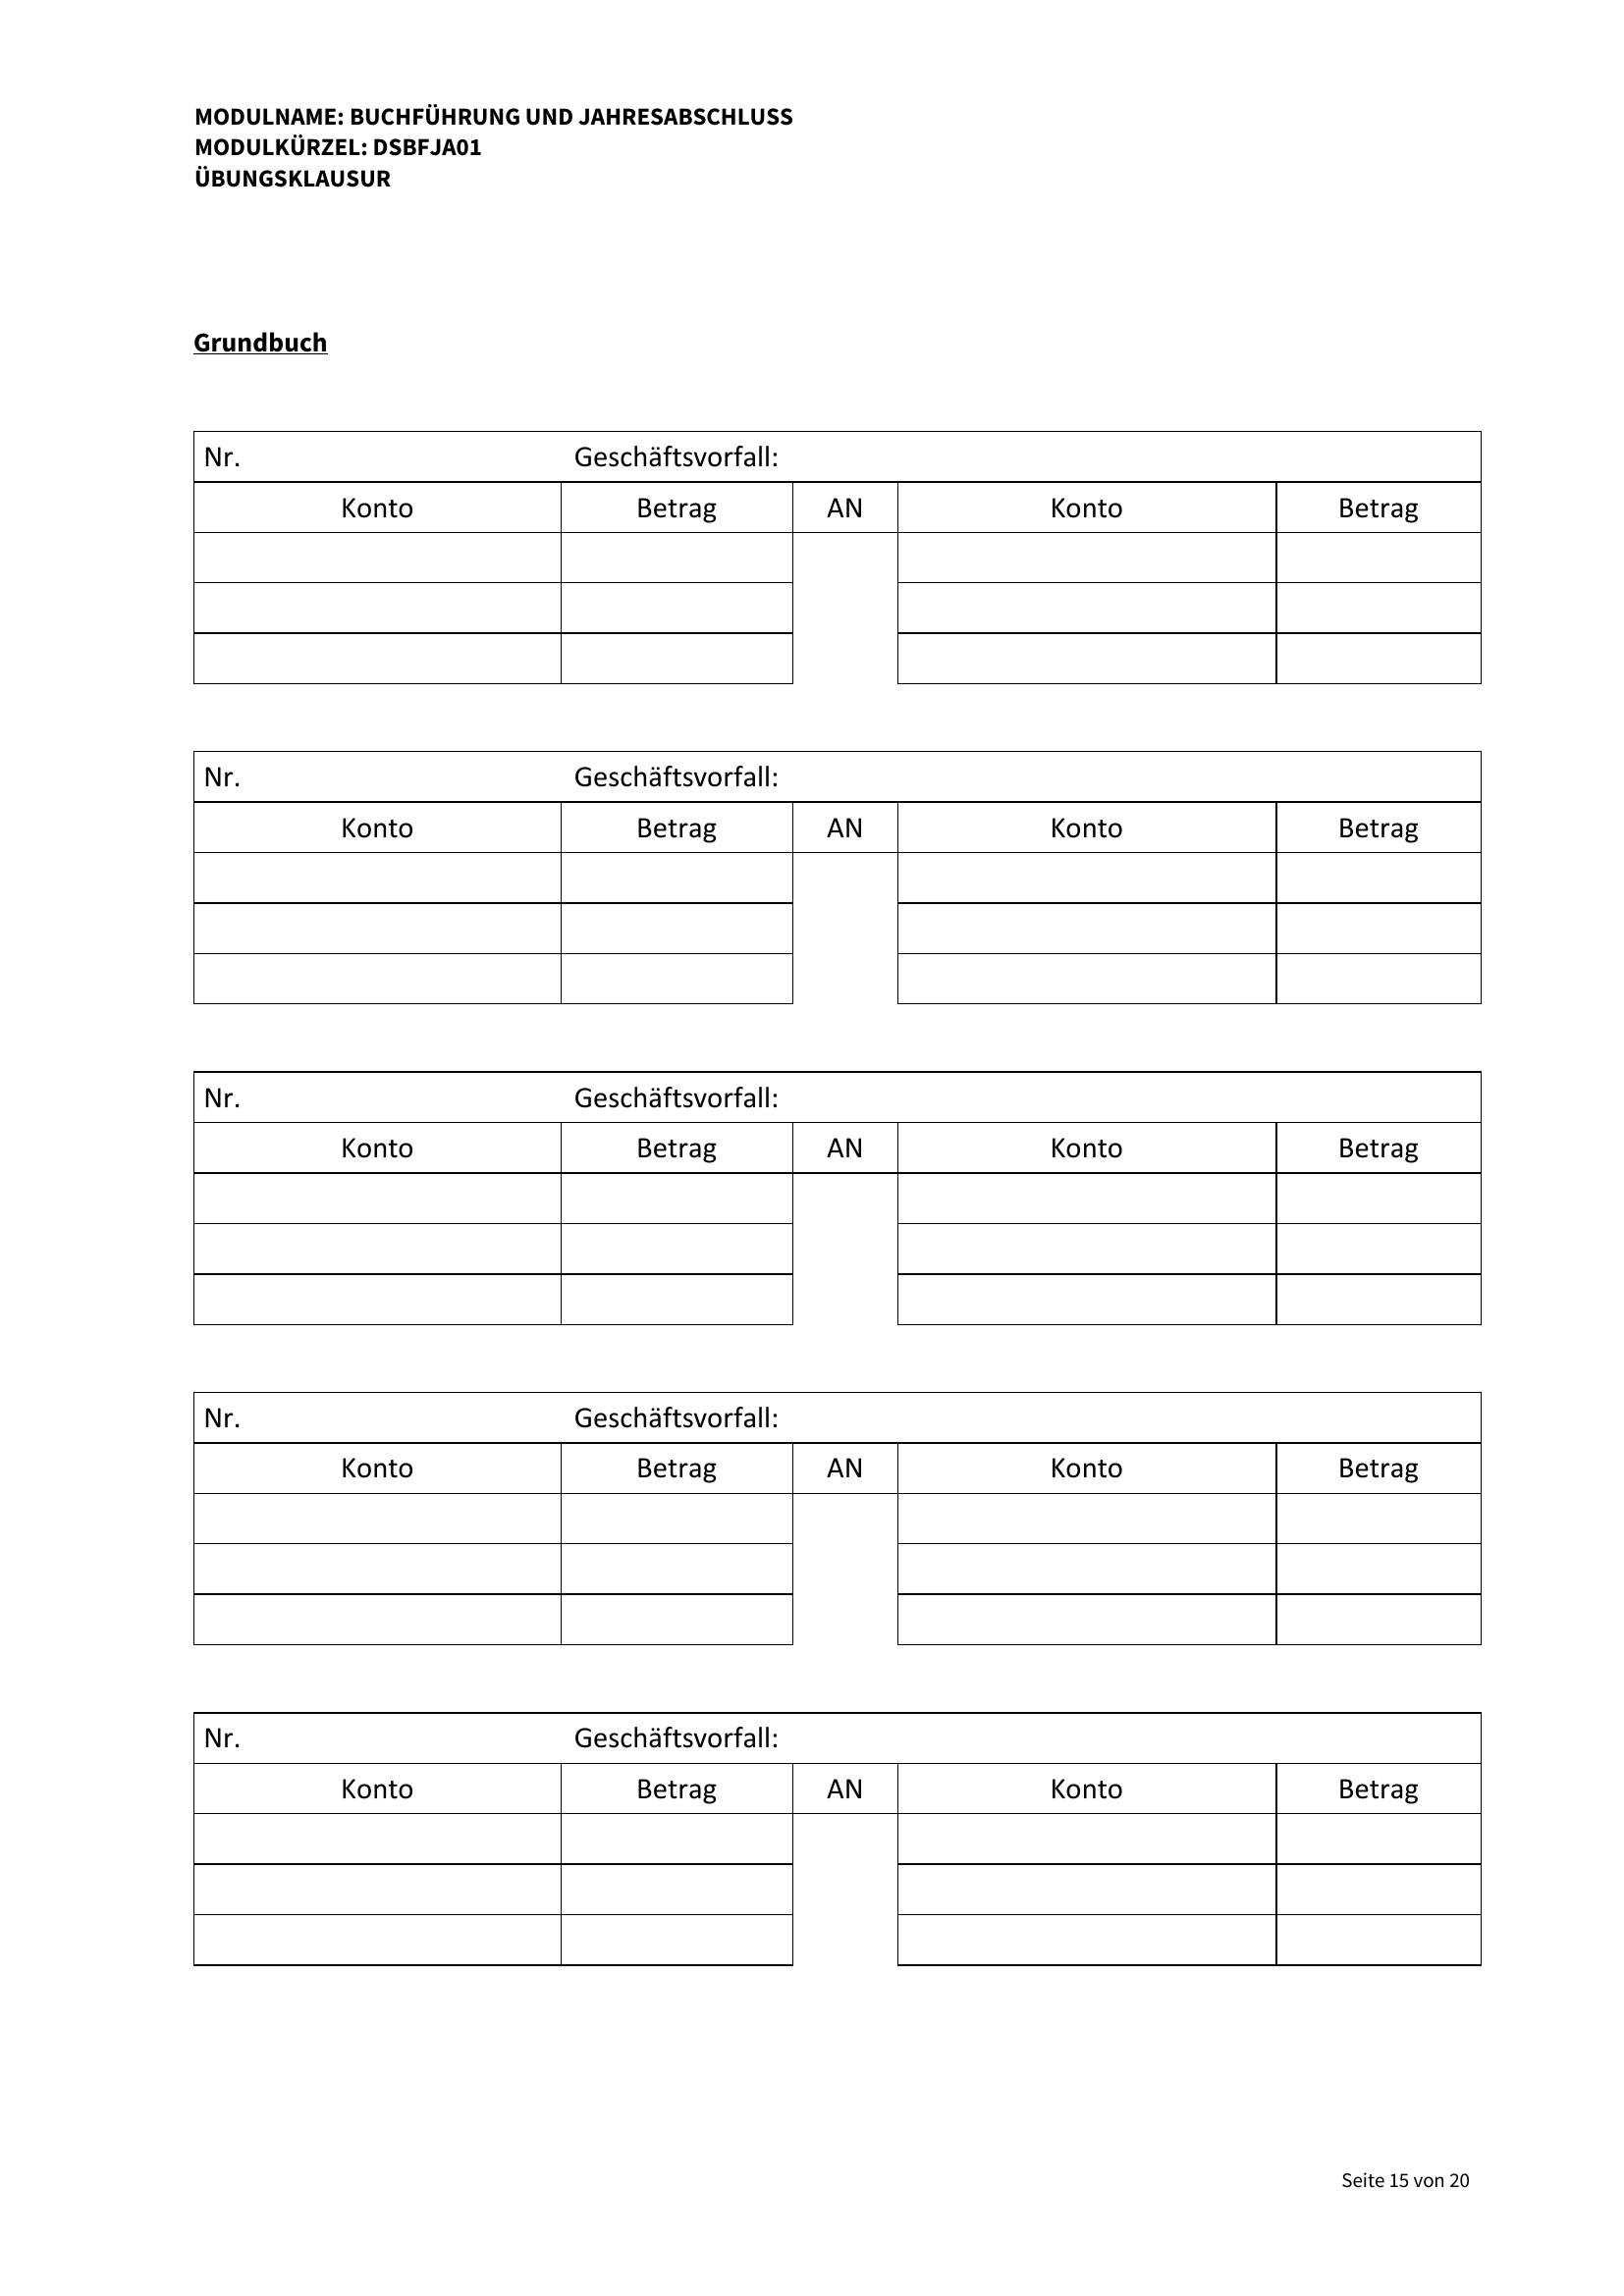 MODULNAME: BUCHFÜHRUNG UND JAHRESABSCHLUSS
MODULKÜRZEL: DSBFJA01
ÜBUNGSKLAUSUR
Grundbuch
Nr. Geschäftsvorfall:
Konto Betrag AN Konto Betrag
Nr. Geschäftsvorfall:
Konto Betrag AN Konto Betrag
Nr. Geschäftsvorfall:
Konto Betrag AN Konto Betrag
Nr. Geschäftsvorfall:
Konto Betrag AN Konto Betrag
Nr. Geschäftsvorfall:
Konto Betrag AN Konto Betrag
Seite 15 von 20